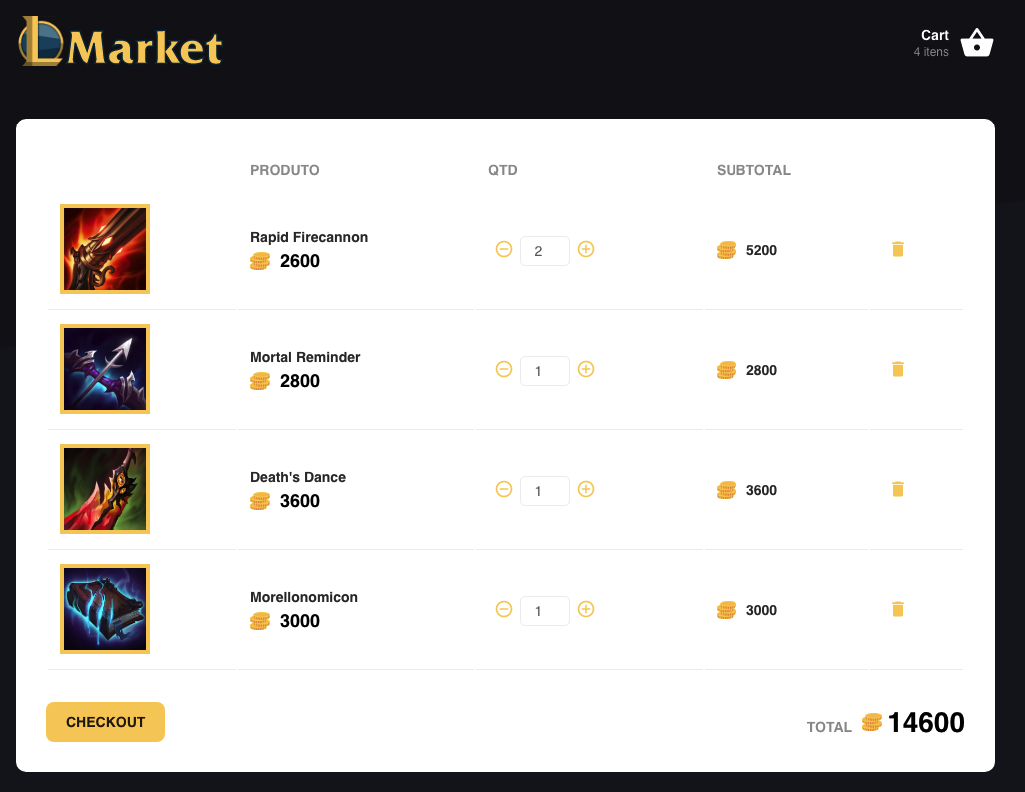 LMarket
Cart
4 itens
PRODUTO QTD SUBTOTAL
Rapid Firecannon
2600 2 5200
Mortal Reminder
2800 1 2800
Death's Dance
3600 1 3600
Morellonomicon
3000 1 3000
CHECKOUT TOTAL 14600